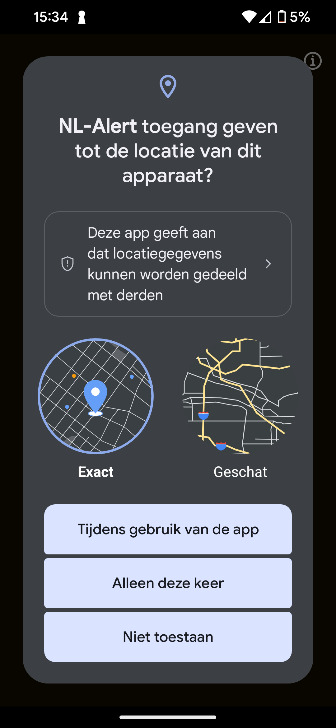 15:34
5%
NL-Alert toegang geven
tot de locatie van dit
apparaat?
Deze app geeft aan
dat locatiegegevens
kunnen worden gedeeld
met derden
Exact
Geschat
Tijdens gebruik van de app
Alleen deze keer
Niet toestaan